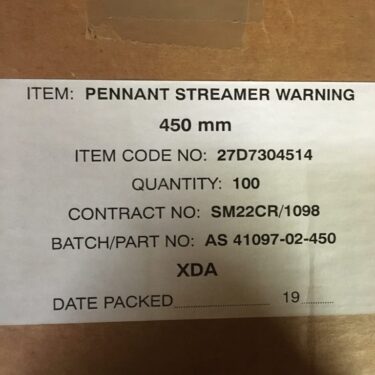 ITEM: PENNANT STREAMER WARNING
450 mm
ITEM CODE NO: 27D7304514
QUANTITY: 100
CONTRACT NO: SM22CR/1098
BATCH/PART NO: AS 41097-02-450
XDA
DATE PACKED.................... 19.......